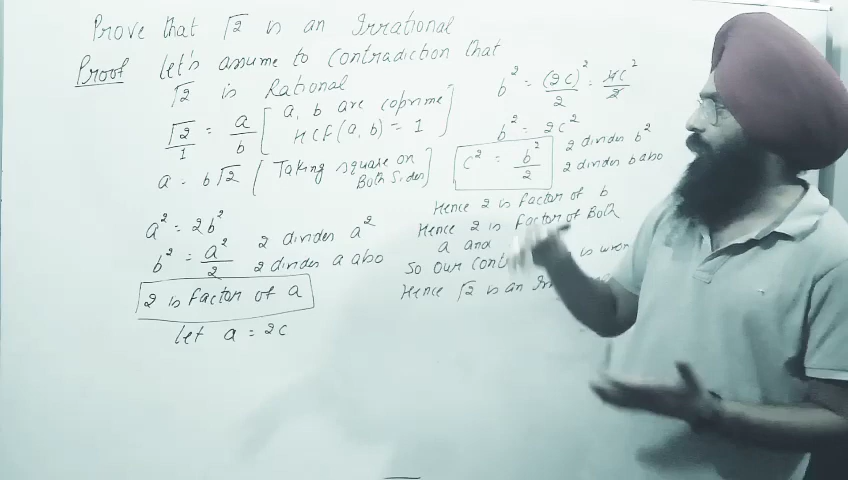 Prove that √2 is an Irrational
Proof Let's assume to contradiction that
√2 is Rational
√2/1 = a/b [a, b are coprime
HCF(a, b) = 1]
a = b√2 [Taking square on
Both Sides]
a² = 2b²
b² = a²/2 2 divides a²
2 divides a also
2 is factor of a
let a = 2c
b² = (2c)²/2 = 4c²/2
b² = 2c²
c² = b²/2 2 divides b²
2 divides b also
Hence 2 is factor of b
Hence 2 is factor of Both
a and
So our is wrong
Hence √2 is an